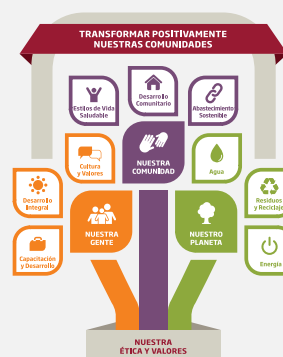 TRANSFORMAR POSITIVAMENTE
NUESTRAS COMUNIDADES
Estilos de Vida
Saludable
Desarrollo
Comunitario
Abastecimiento
Sostenible
Cultura
y Valores
NUESTRA
COMUNIDAD
Agua
Desarrollo
Integral
NUESTRA
GENTE
NUESTRO
PLANETA
Residuos
y Reciclaje
Capacitación
y Desarrollo
Energía
NUESTRA
ÉTICA Y VALORES